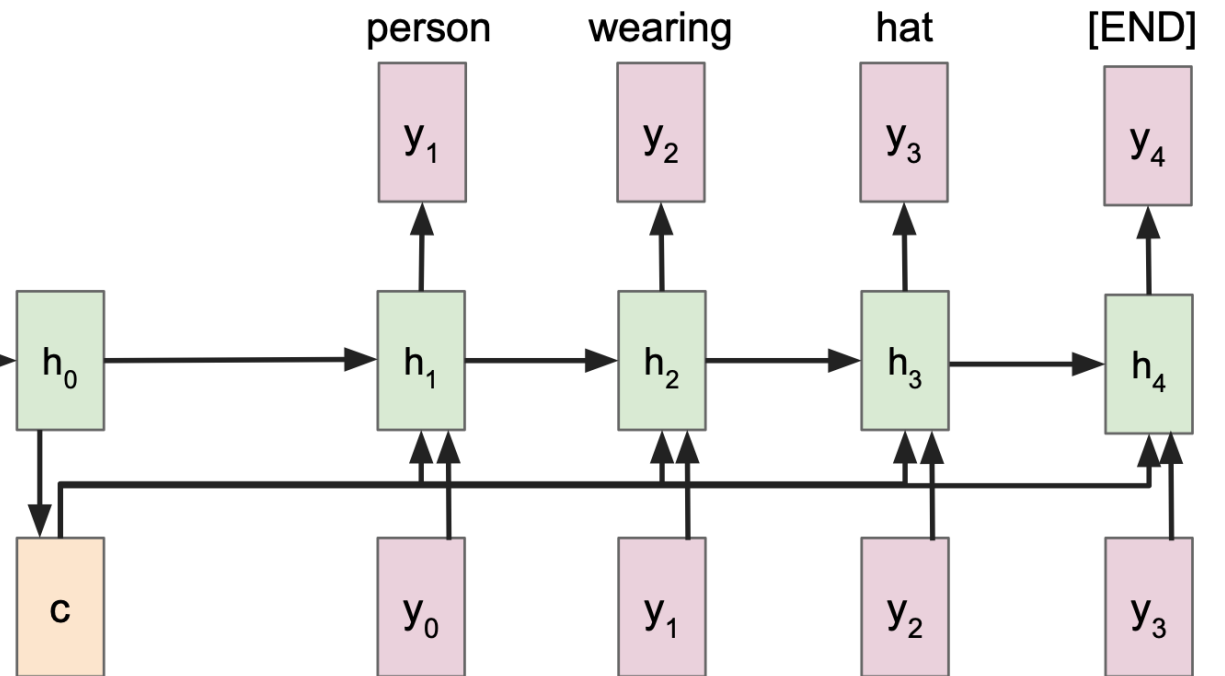 person wearing hat [END]
y₁ y₂ y₃ y₄
h₀ h₁ h₂ h₃ h₄
c y₀ y₁ y₂ y₃